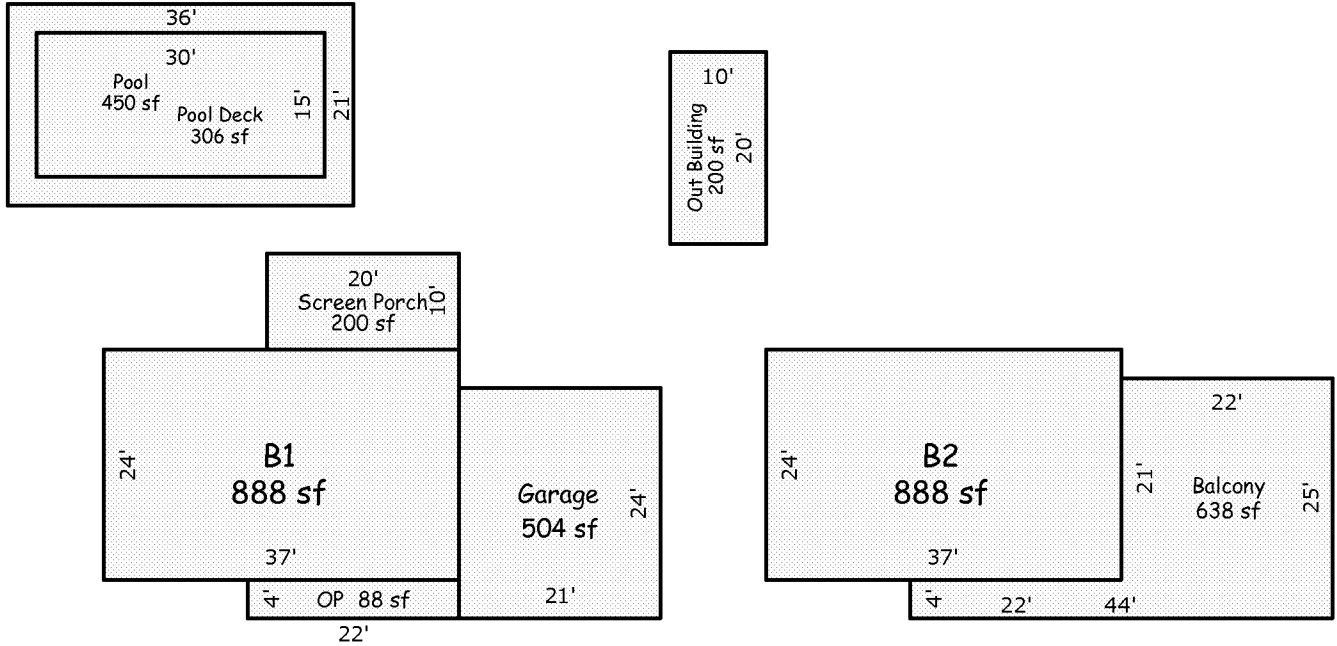 36'
30'
Pool
450 sf
15'
21'
Pool Deck
306 sf
10'
Out Building
200 sf
20'
20'
Screen Porch
10'
200 sf
24'
B1
888 sf
37'
Garage
504 sf
24'
21'
4'
OP 88 sf
22'
24'
B2
888 sf
37'
22'
21'
Balcony
638 sf
25'
4'
22'
44'